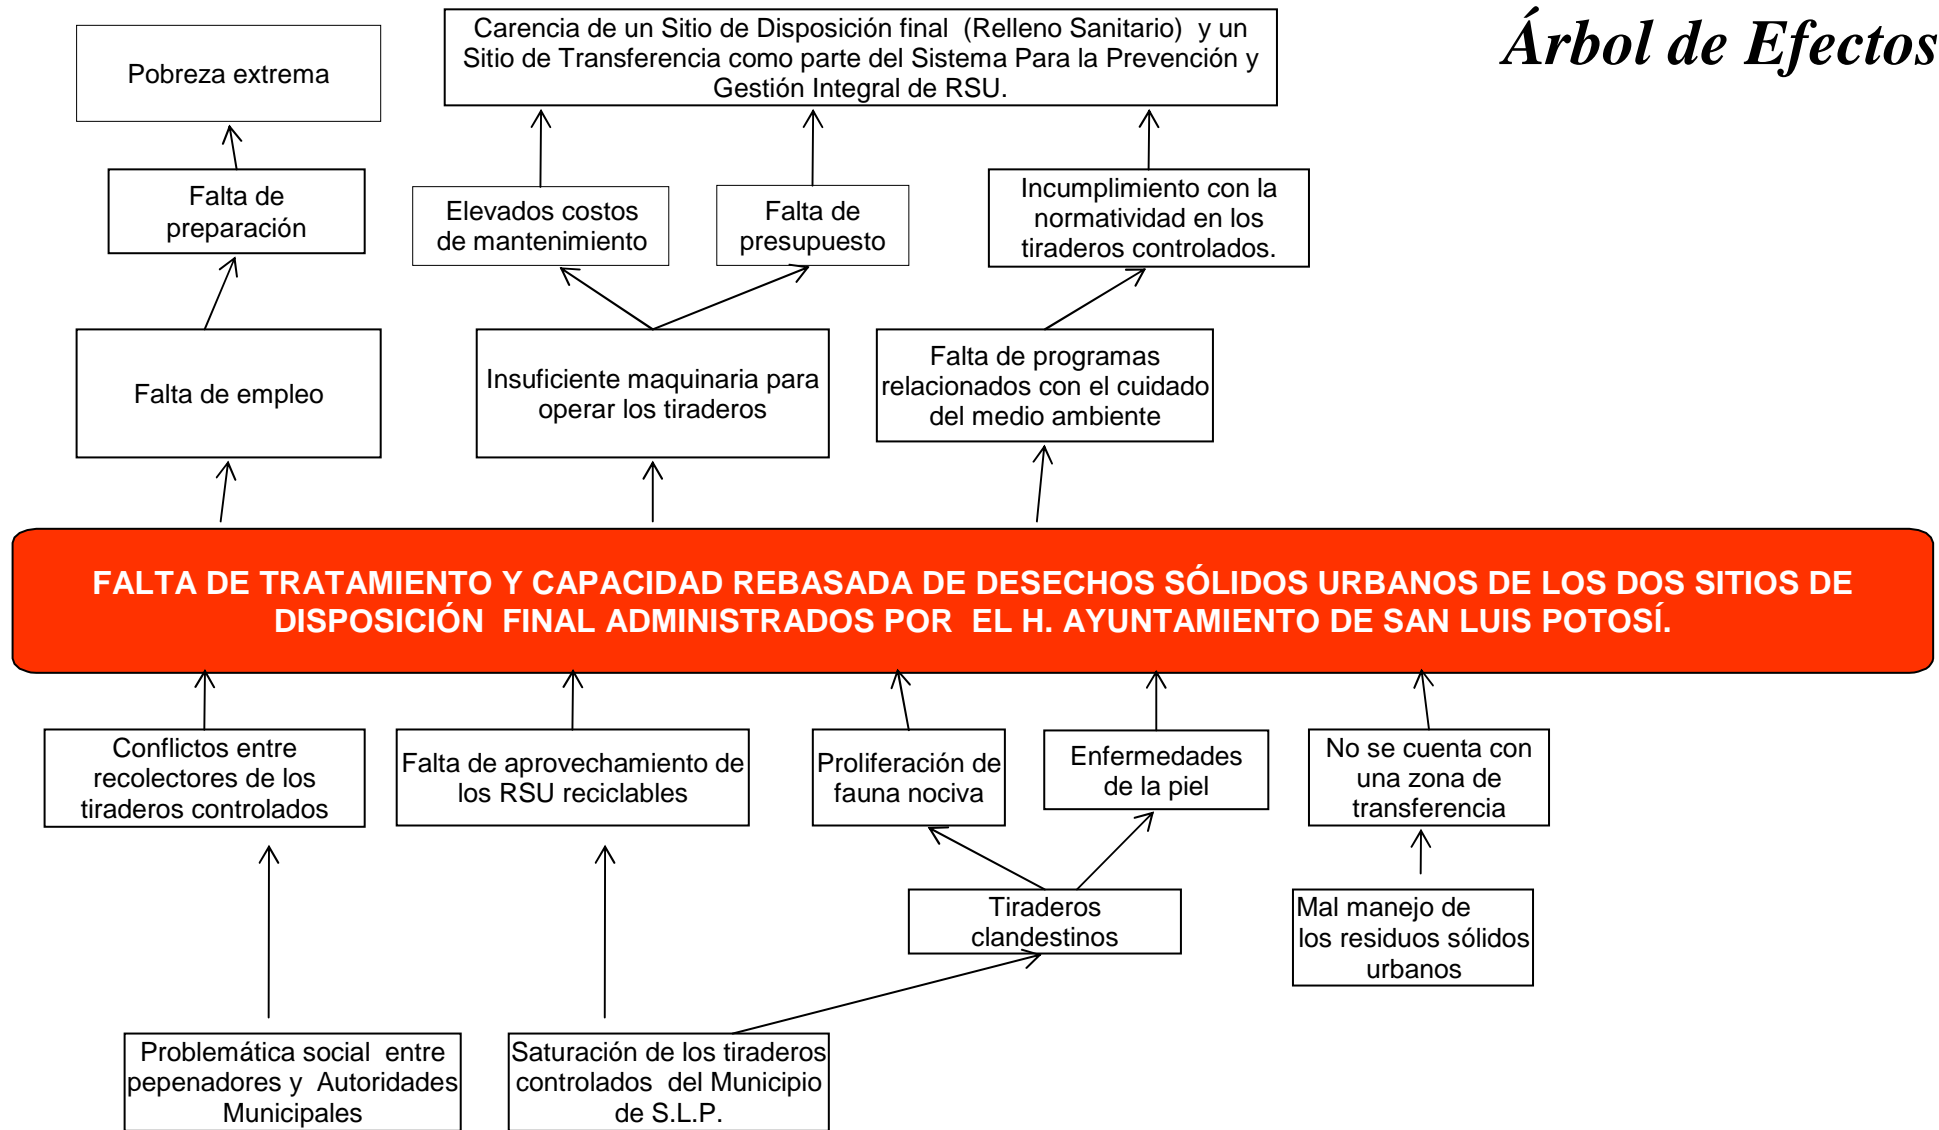 Árbol de Efectos
Carencia de un Sitio de Disposición final (Relleno Sanitario) y un
Sitio de Transferencia como parte del Sistema Para la Prevención y
Gestión Integral de RSU.
Pobreza extrema
Falta de
preparación
Elevados costos
de mantenimiento
Falta de
presupuesto
Incumplimiento con la
normatividad en los
tiraderos controlados.
Falta de empleo
Insuficiente maquinaria para
operar los tiraderos
Falta de programas
relacionados con el cuidado
del medio ambiente
FALTA DE TRATAMIENTO Y CAPACIDAD REBASADA DE DESECHOS SÓLIDOS URBANOS DE LOS DOS SITIOS DE
DISPOSICIÓN FINAL ADMINISTRADOS POR EL H. AYUNTAMIENTO DE SAN LUIS POTOSÍ.
Conflictos entre
recolectores de los
tiraderos controlados
Falta de aprovechamiento de
los RSU reciclables
Proliferación de
fauna nociva
Enfermedades
de la piel
No se cuenta con
una zona de
transferencia
Tiraderos
clandestinos
Mal manejo de
los residuos sólidos
urbanos
Problemática social entre
pepenadores y Autoridades
Municipales
Saturación de los tiraderos
controlados del Municipio
de S.L.P.